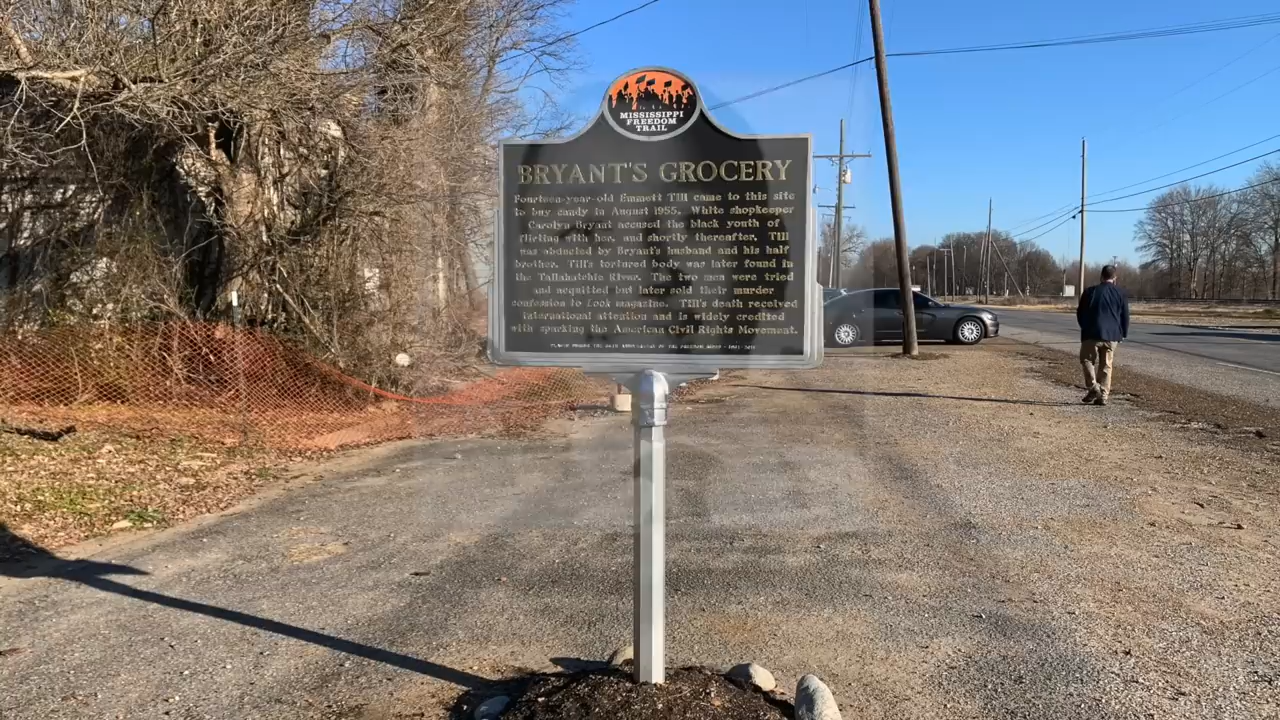 MISSISSIPPI
FREEDOM
TRAIL
BRYANT'S GROCERY
Fourteen-year-old Emmett Till came to this site
to buy candy in August 1955. White shopkeeper
Carolyn Bryant accused the black youth of
flirting with her, and shortly thereafter, Till
was abducted by Bryant's husband and his half
brother. Till's tortured body was later found in
the Tallahatchie River. The two men were tried
and acquitted but later sold their murder
confession to Look magazine. Till's death received
international attention and is widely credited
with sparking the American Civil Rights Movement.